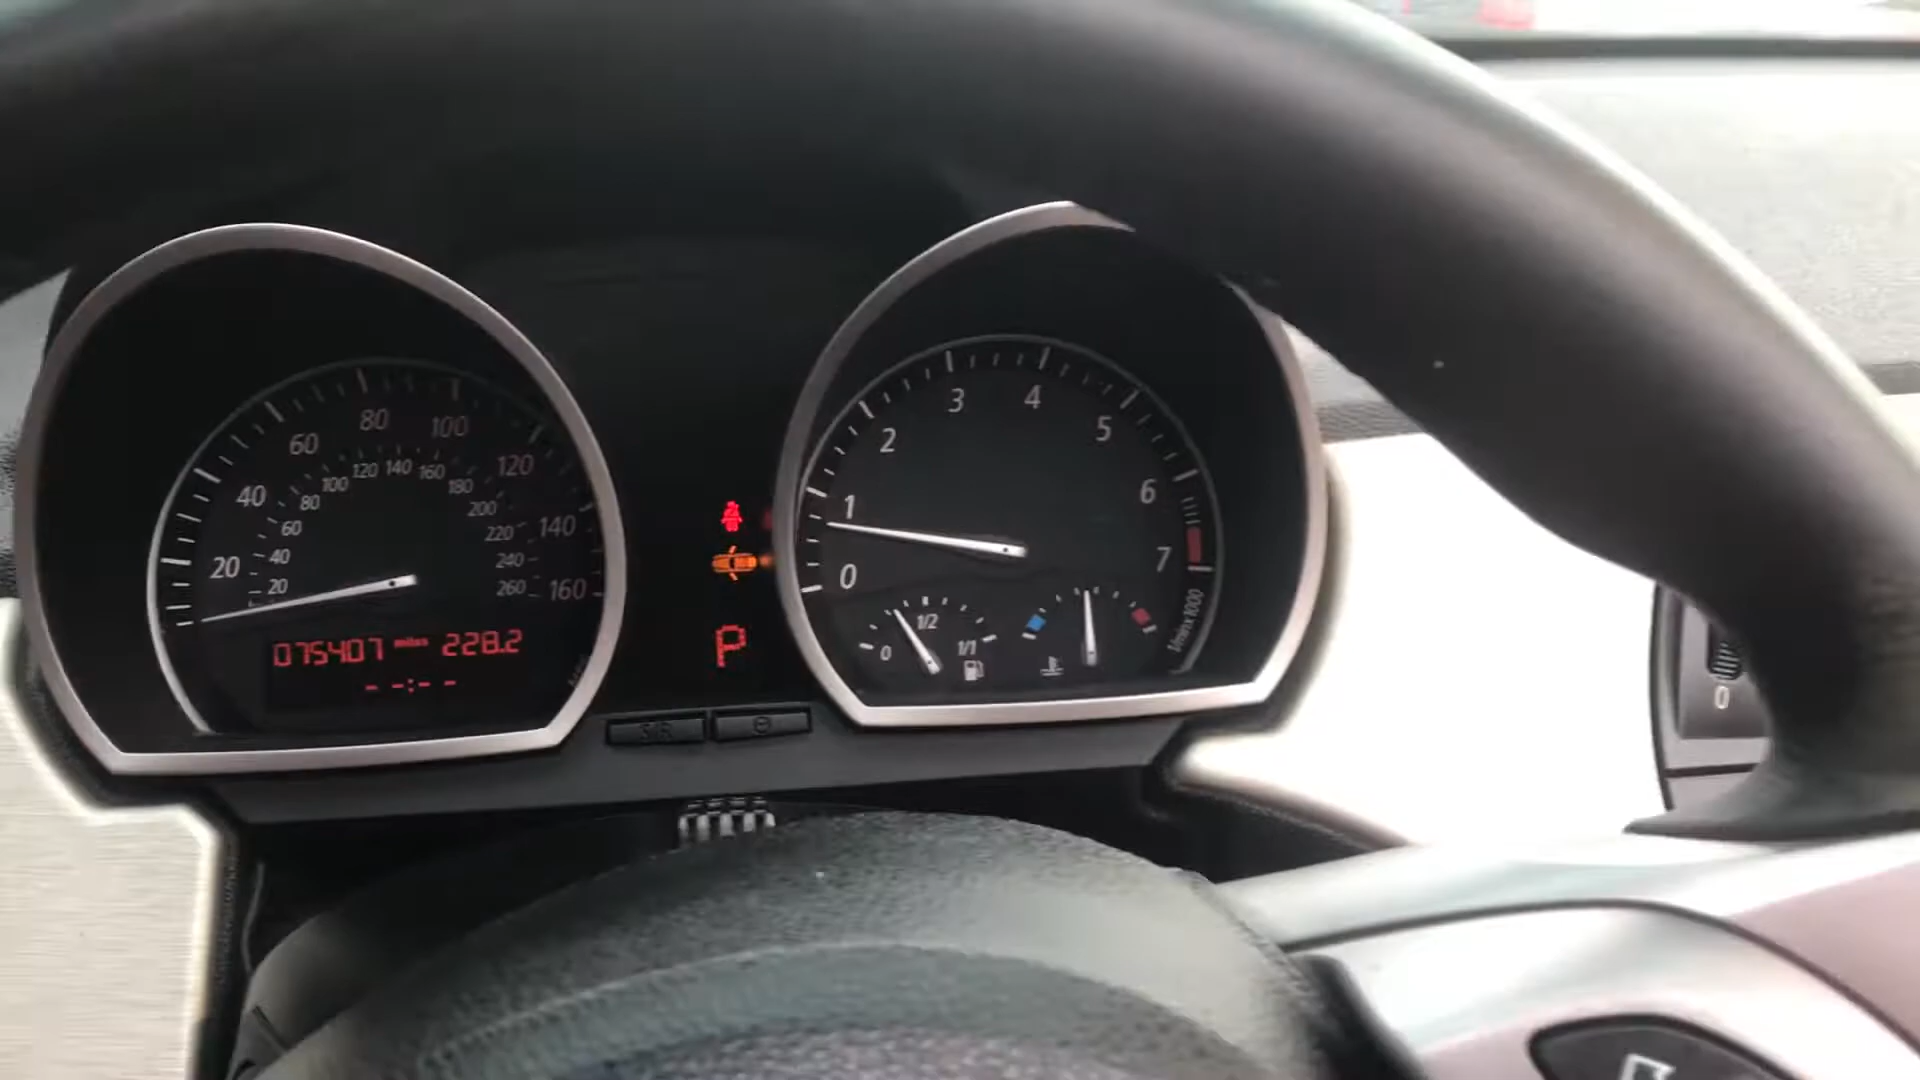 20 40 60 80 100 120 140 160
20 40 60 80 100 120 140 160 180 200 220 240 260
075407 miles 228.2
- -:- -
P
0 1 2 3 4 5 6 7
1/min x 1000
0 1/2 1/1
0